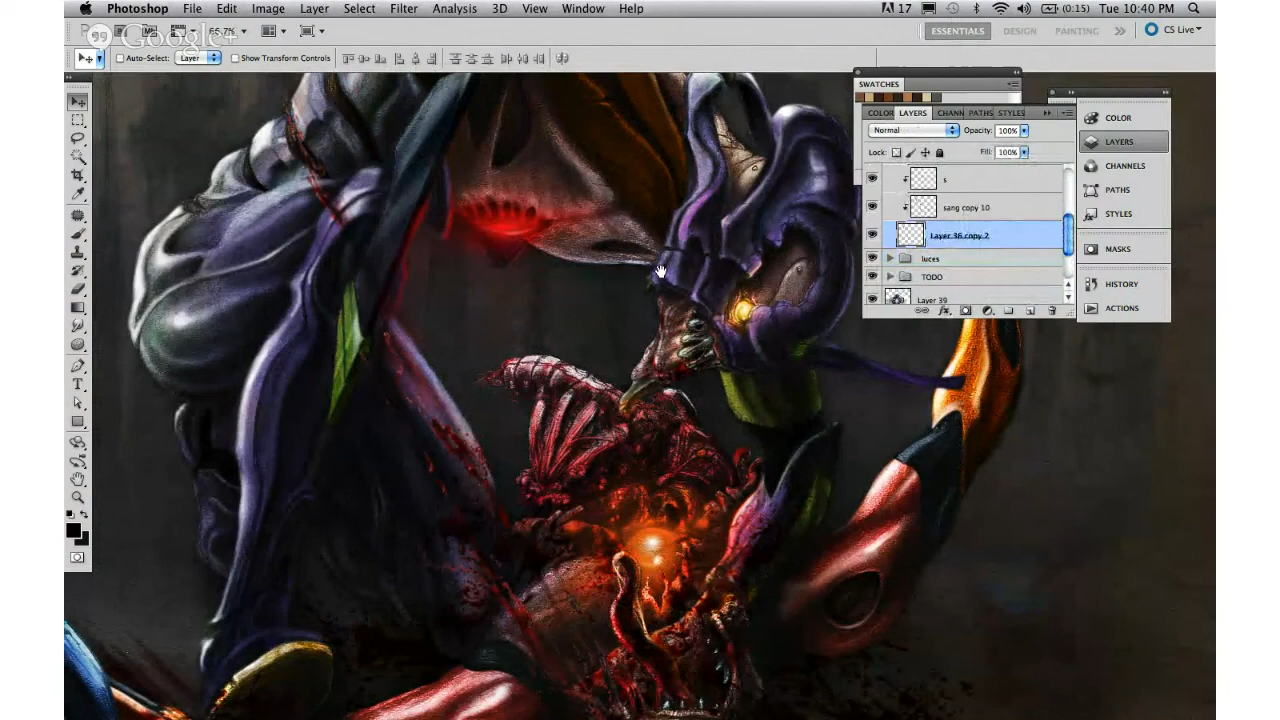 Photoshop File Edit Image Layer Select Filter Analysis 3D View Window Help 17 (0:15) Tue 10:40 PM
Google+ ESSENTIALS DESIGN PAINTING CS Live
Auto-Select: Layer Show Transform Controls
SWATCHES
COLOR LAYERS CHANN PATHS STYLES
Normal Opacity: 100%
Lock: Fill: 100%
s
sang copy 10
Layer 36 copy 2
luces
TODO
Layer 39
COLOR
LAYERS
CHANNELS
PATHS
STYLES
MASKS
HISTORY
ACTIONS